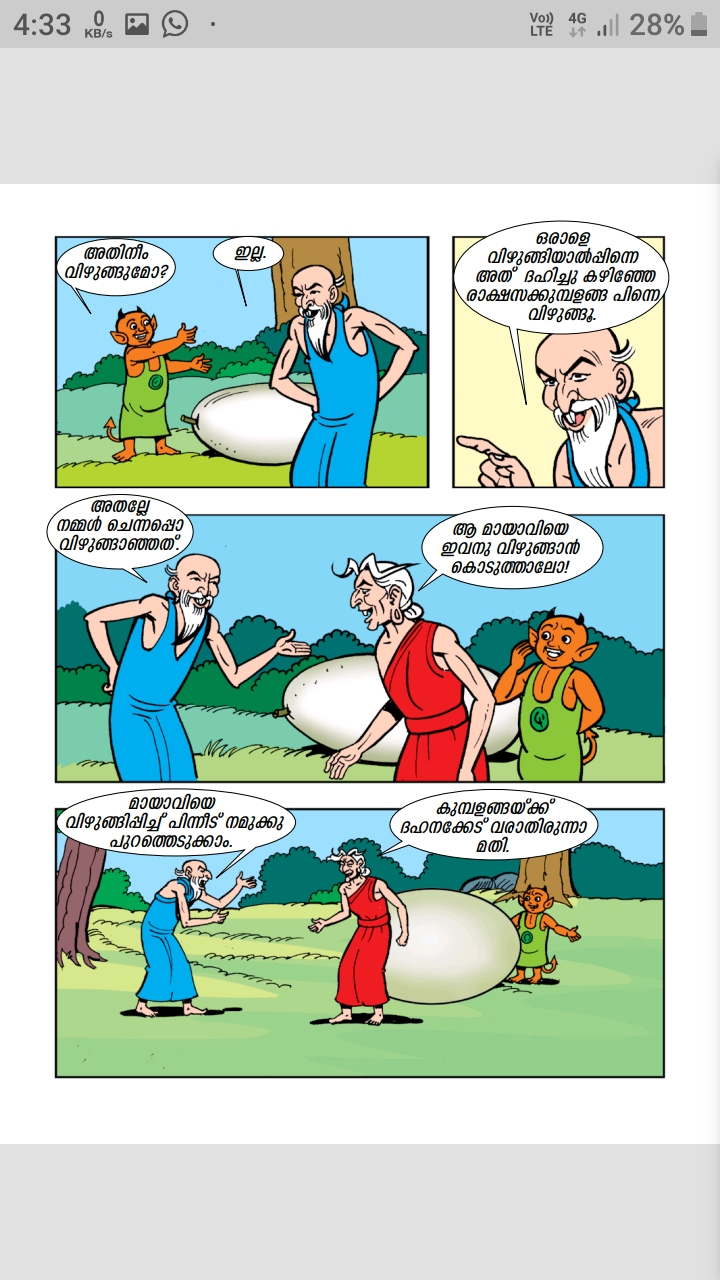 4:33
0
KB/s
Vo))
LTE
4G
28%
അതിനീം
വിഴുങ്ങുമോ?
ഇല്ല.
ഒരാളെ
വിഴുങ്ങിയാൽപ്പിന്നെ
അത് ദഹിച്ചു കഴിഞ്ഞേ
രാക്ഷസക്കുമ്പളങ്ങ പിന്നെ
വിഴുങ്ങൂ.
അതല്ലേ
നമ്മൾ ചെന്നപ്പൊ
വിഴുങ്ങാഞ്ഞത്.
ആ മായാവിയെ
ഇവനു വിഴുങ്ങാൻ
കൊടുത്താലോ!
മായാവിയെ
വിഴുങ്ങിപ്പിച്ച് പിന്നീട് നമുക്കു
പുറത്തെടുക്കാം.
കുമ്പളങ്ങയ്ക്ക്
ദഹനക്കേട് വരാതിരുന്നാ
മതി.